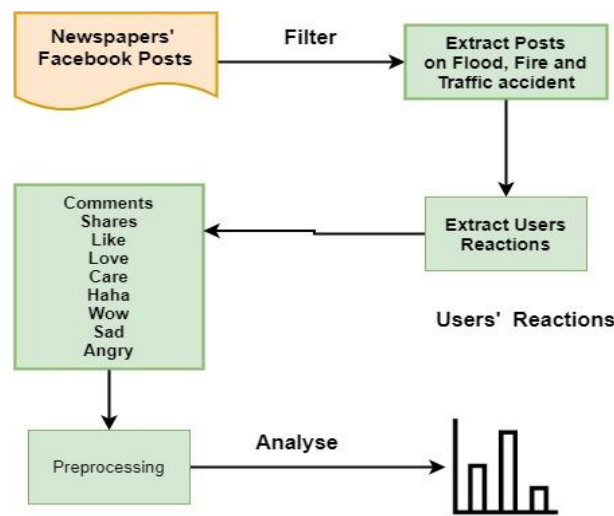 Newspapers'
Facebook Posts
Filter
Extract Posts
on Flood, Fire and
Traffic accident
Extract Users
Reactions
Comments
Shares
Like
Love
Care
Haha
Wow
Sad
Angry
Users' Reactions
Preprocessing
Analyse